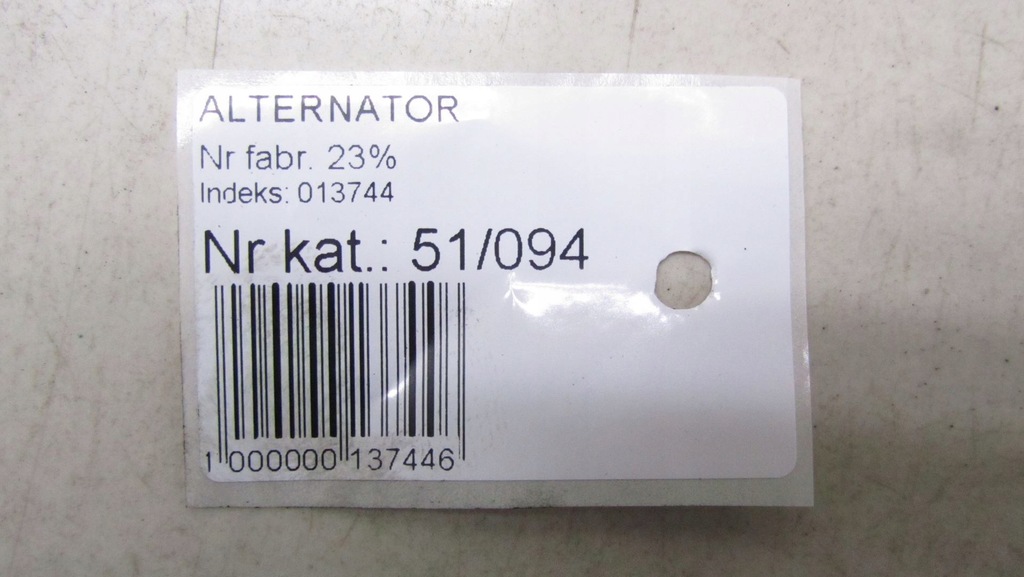 ALTERNATOR
Nr fabr. 23%
Indeks: 013744
Nr kat.: 51/094
1 000000 137446